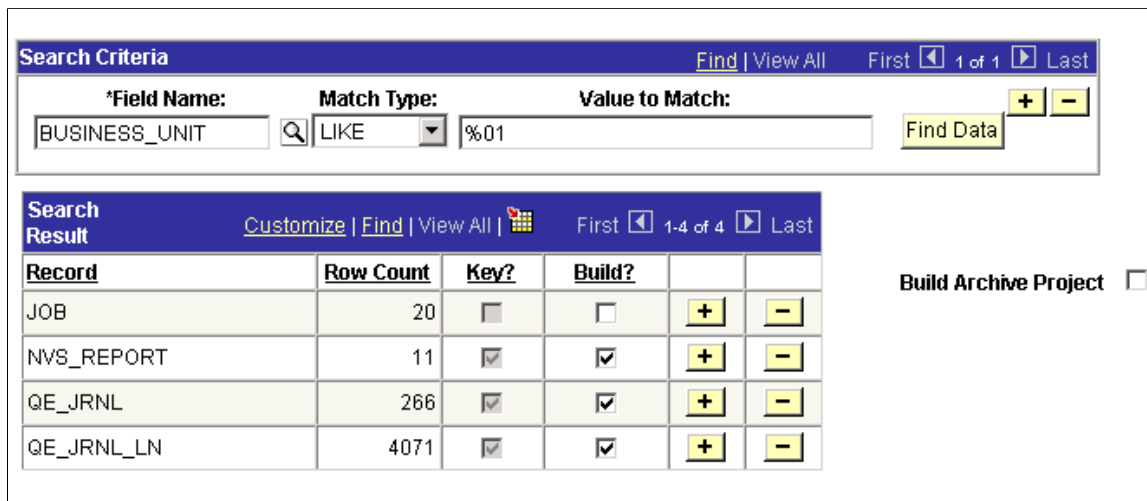 Search Criteria Find | View All First 1 of 1 Last
*Field Name: Match Type: Value to Match:
BUSINESS_UNIT LIKE %01 Find Data + −
Search Result Customize | Find | View All | First 1-4 of 4 Last
Record Row Count Key? Build?
Build Archive Project
JOB 20 + −
NVS_REPORT 11 + −
QE_JRNL 266 + −
QE_JRNL_LN 4071 + −